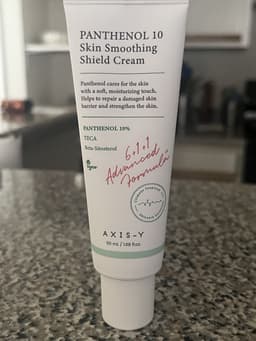 PANTHENOL 10
Skin Smoothing
Shield Cream
Panthenol cares for the skin
with a soft, moisturizing touch.
Helps to repair a damaged skin
barrier and strengthen the skin.
PANTHENOL 10%
TECA
Beta-Sitosterol
6+1+1
Advanced
Formula
AXIS-Y
50 ml / 1.69 fl.oz